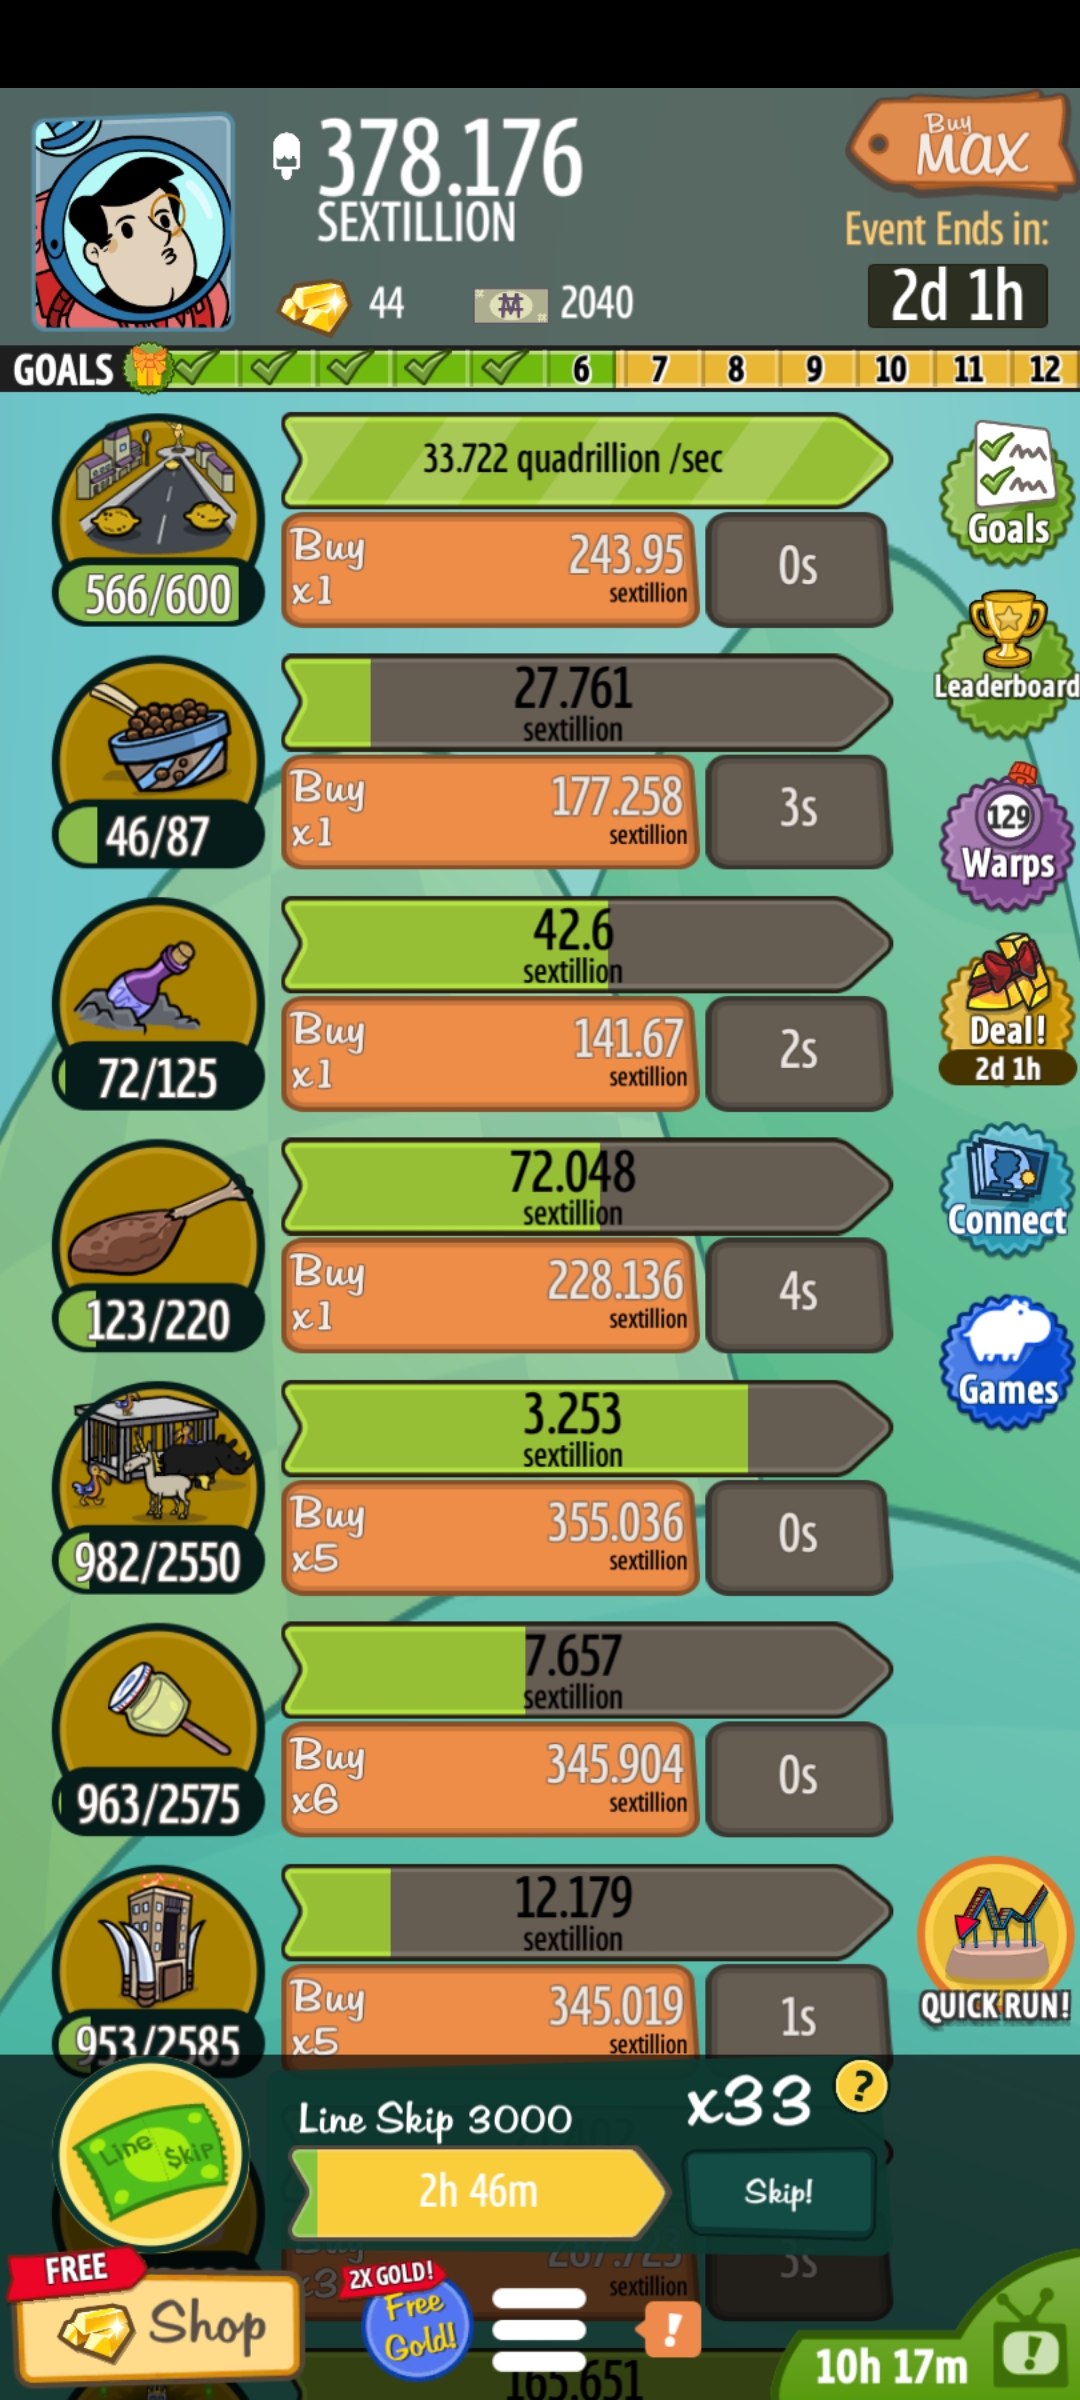 378.176
SEXTILLION
Buy
MAX
Event Ends in:
2d 1h
44
2040
GOALS
6 7 8 9 10 11 12
33.722 quadrillion /sec
Buy
x1
243.95
sextillion
0s
566/600
Goals
Leaderboard
27.761
sextillion
Buy
x1
177.258
sextillion
3s
46/87
129
Warps
42.6
sextillion
Buy
x1
141.67
sextillion
2s
72/125
Deal!
2d 1h
72.048
sextillion
Buy
x1
228.136
sextillion
4s
123/220
Connect
Games
3.253
sextillion
Buy
x5
355.036
sextillion
0s
982/2550
7.657
sextillion
Buy
x6
345.904
sextillion
0s
963/2575
12.179
sextillion
Buy
x5
345.019
sextillion
1s
953/2585
QUICK RUN!
Line Skip
Line Skip 3000
x33
?
2h 46m
Skip!
Buy
x3
sextillion
3s
FREE
Shop
2X GOLD!
Free
Gold!
!
165.651
10h 17m
!